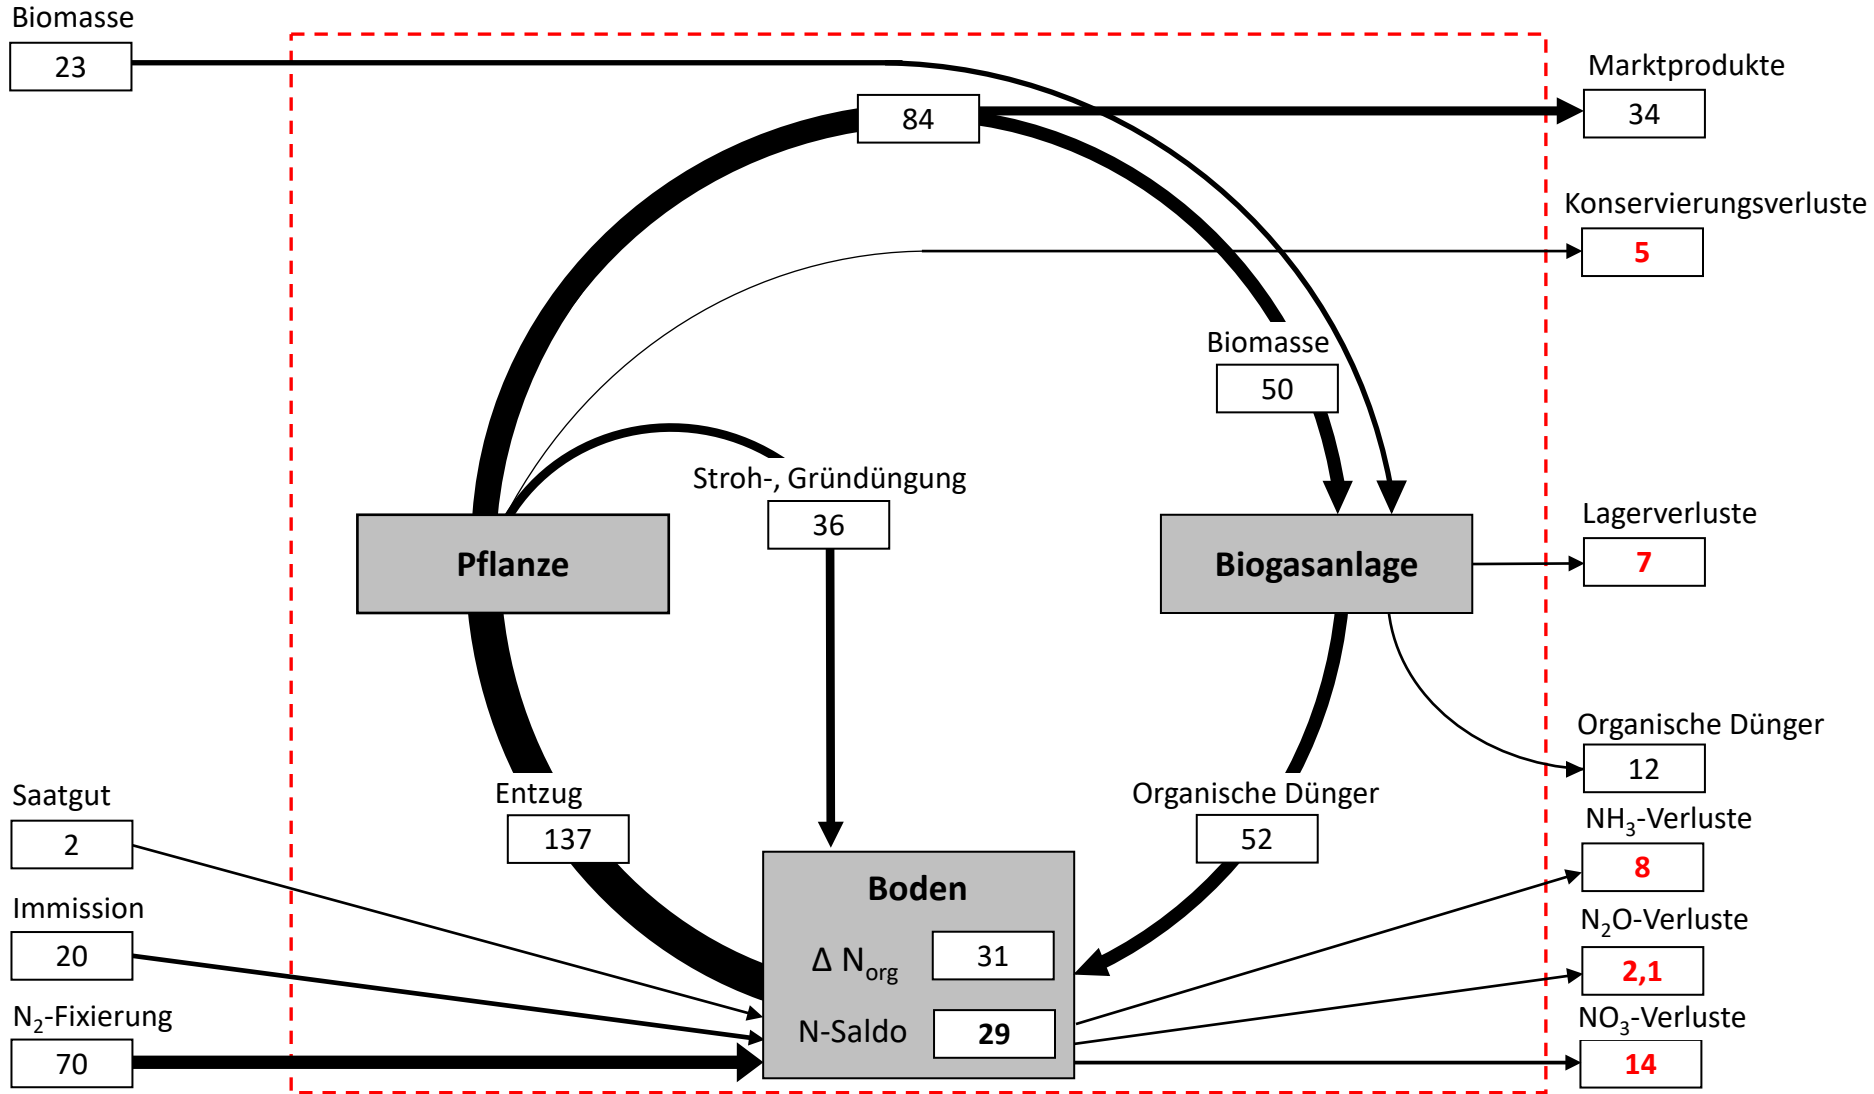 Biomasse
23
84
Marktprodukte
34
Konservierungsverluste
5
Biomasse
50
Stroh-, Gründüngung
36
Pflanze
Biogasanlage
Lagerverluste
7
Organische Dünger
12
Entzug
137
Organische Dünger
52
Saatgut
2
Immission
20
N₂-Fixierung
70
Boden
Δ N_org 31
N-Saldo 29
NH₃-Verluste
8
N₂O-Verluste
2,1
NO₃-Verluste
14